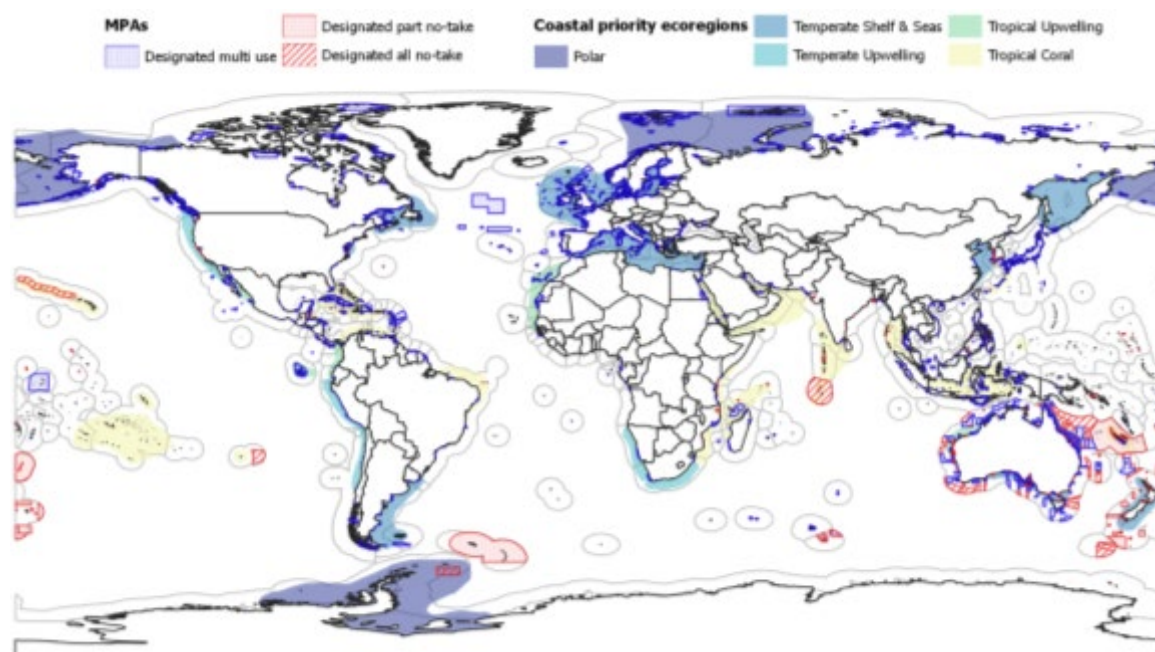 MPAs
Designated multi use
Designated part no-take
Designated all no-take
Coastal priority ecoregions
Polar
Temperate Shelf & Seas
Temperate Upwelling
Tropical Upwelling
Tropical Coral